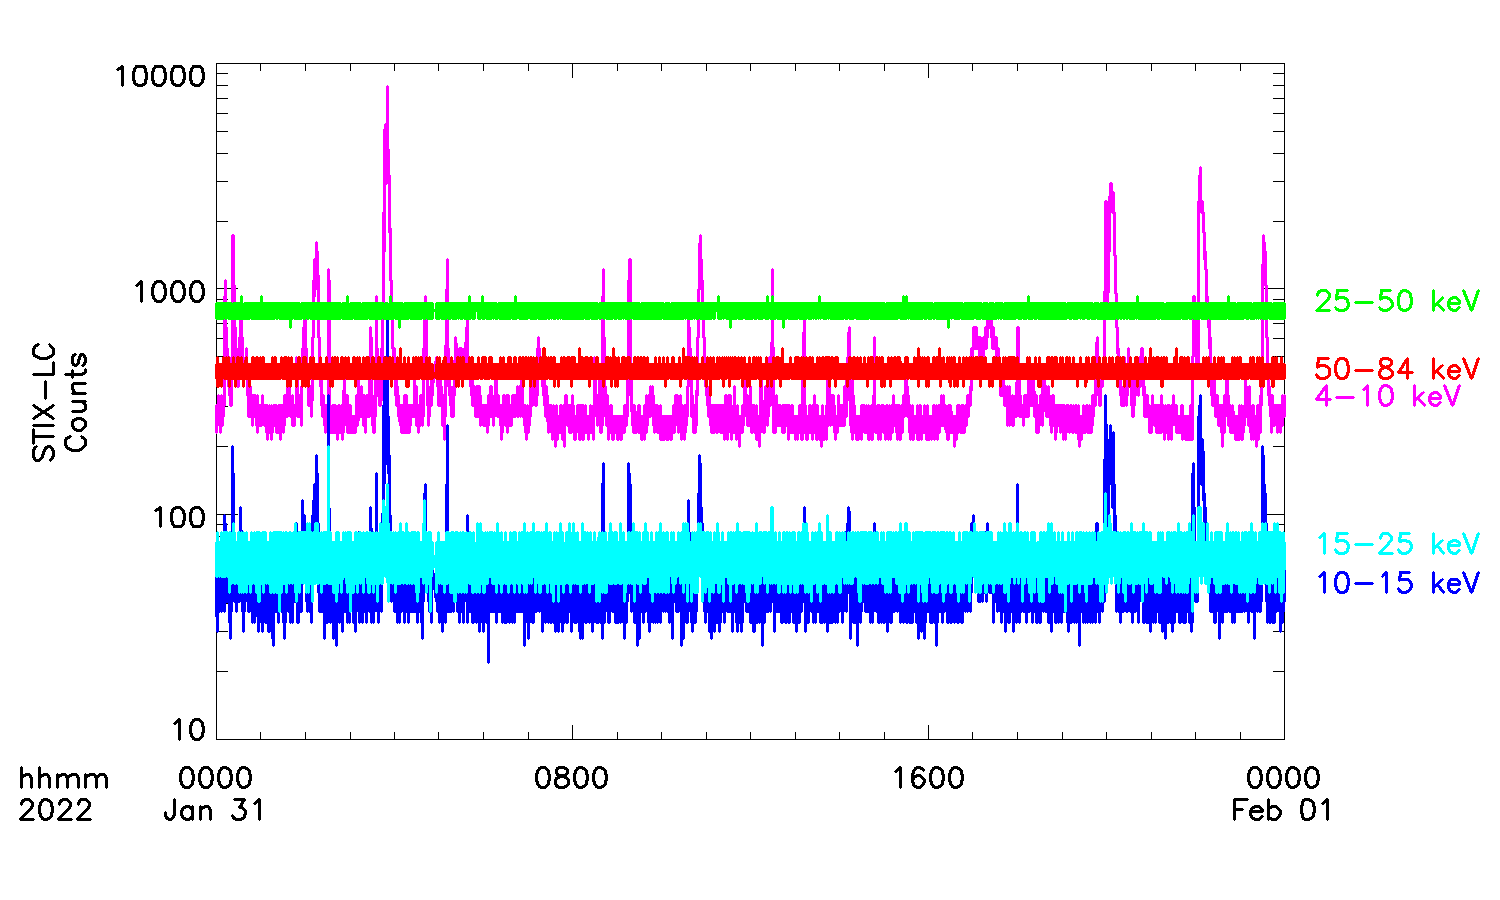 10000
1000
100
10
STIX-LC
Counts
25-50 keV
50-84 keV
4-10 keV
15-25 keV
10-15 keV
hhmm 0000 0800 1600 0000
2022 Jan 31 Feb 01